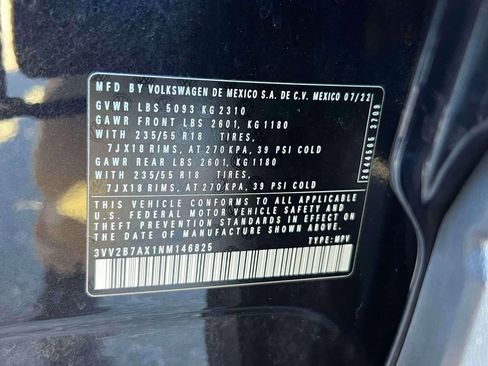 MFD BY VOLKSWAGEN DE MEXICO S.A. DE C.V. MEXICO 07/22
GVWR LBS 5093 KG 2310
GAWR FRONT LBS 2601, KG 1180
WITH 235/55 R18 TIRES,
7JX18 RIMS, AT 270 KPA, 39 PSI COLD
GAWR REAR LBS 2601, KG 1180
WITH 235/55 R18 TIRES,
7JX18 RIMS, AT 270 KPA, 39 PSI COLD
THIS VEHICLE CONFORMS TO ALL APPLICABLE
U.S. FEDERAL MOTOR VEHICLE SAFETY
AND THEFT PREVENTION STANDARDS IN EFFECT ON
THE DATE OF MANUFACTURE SHOWN ABOVE
3VV2B7AX1NM146825
TYPE: MPV
2644505 3709